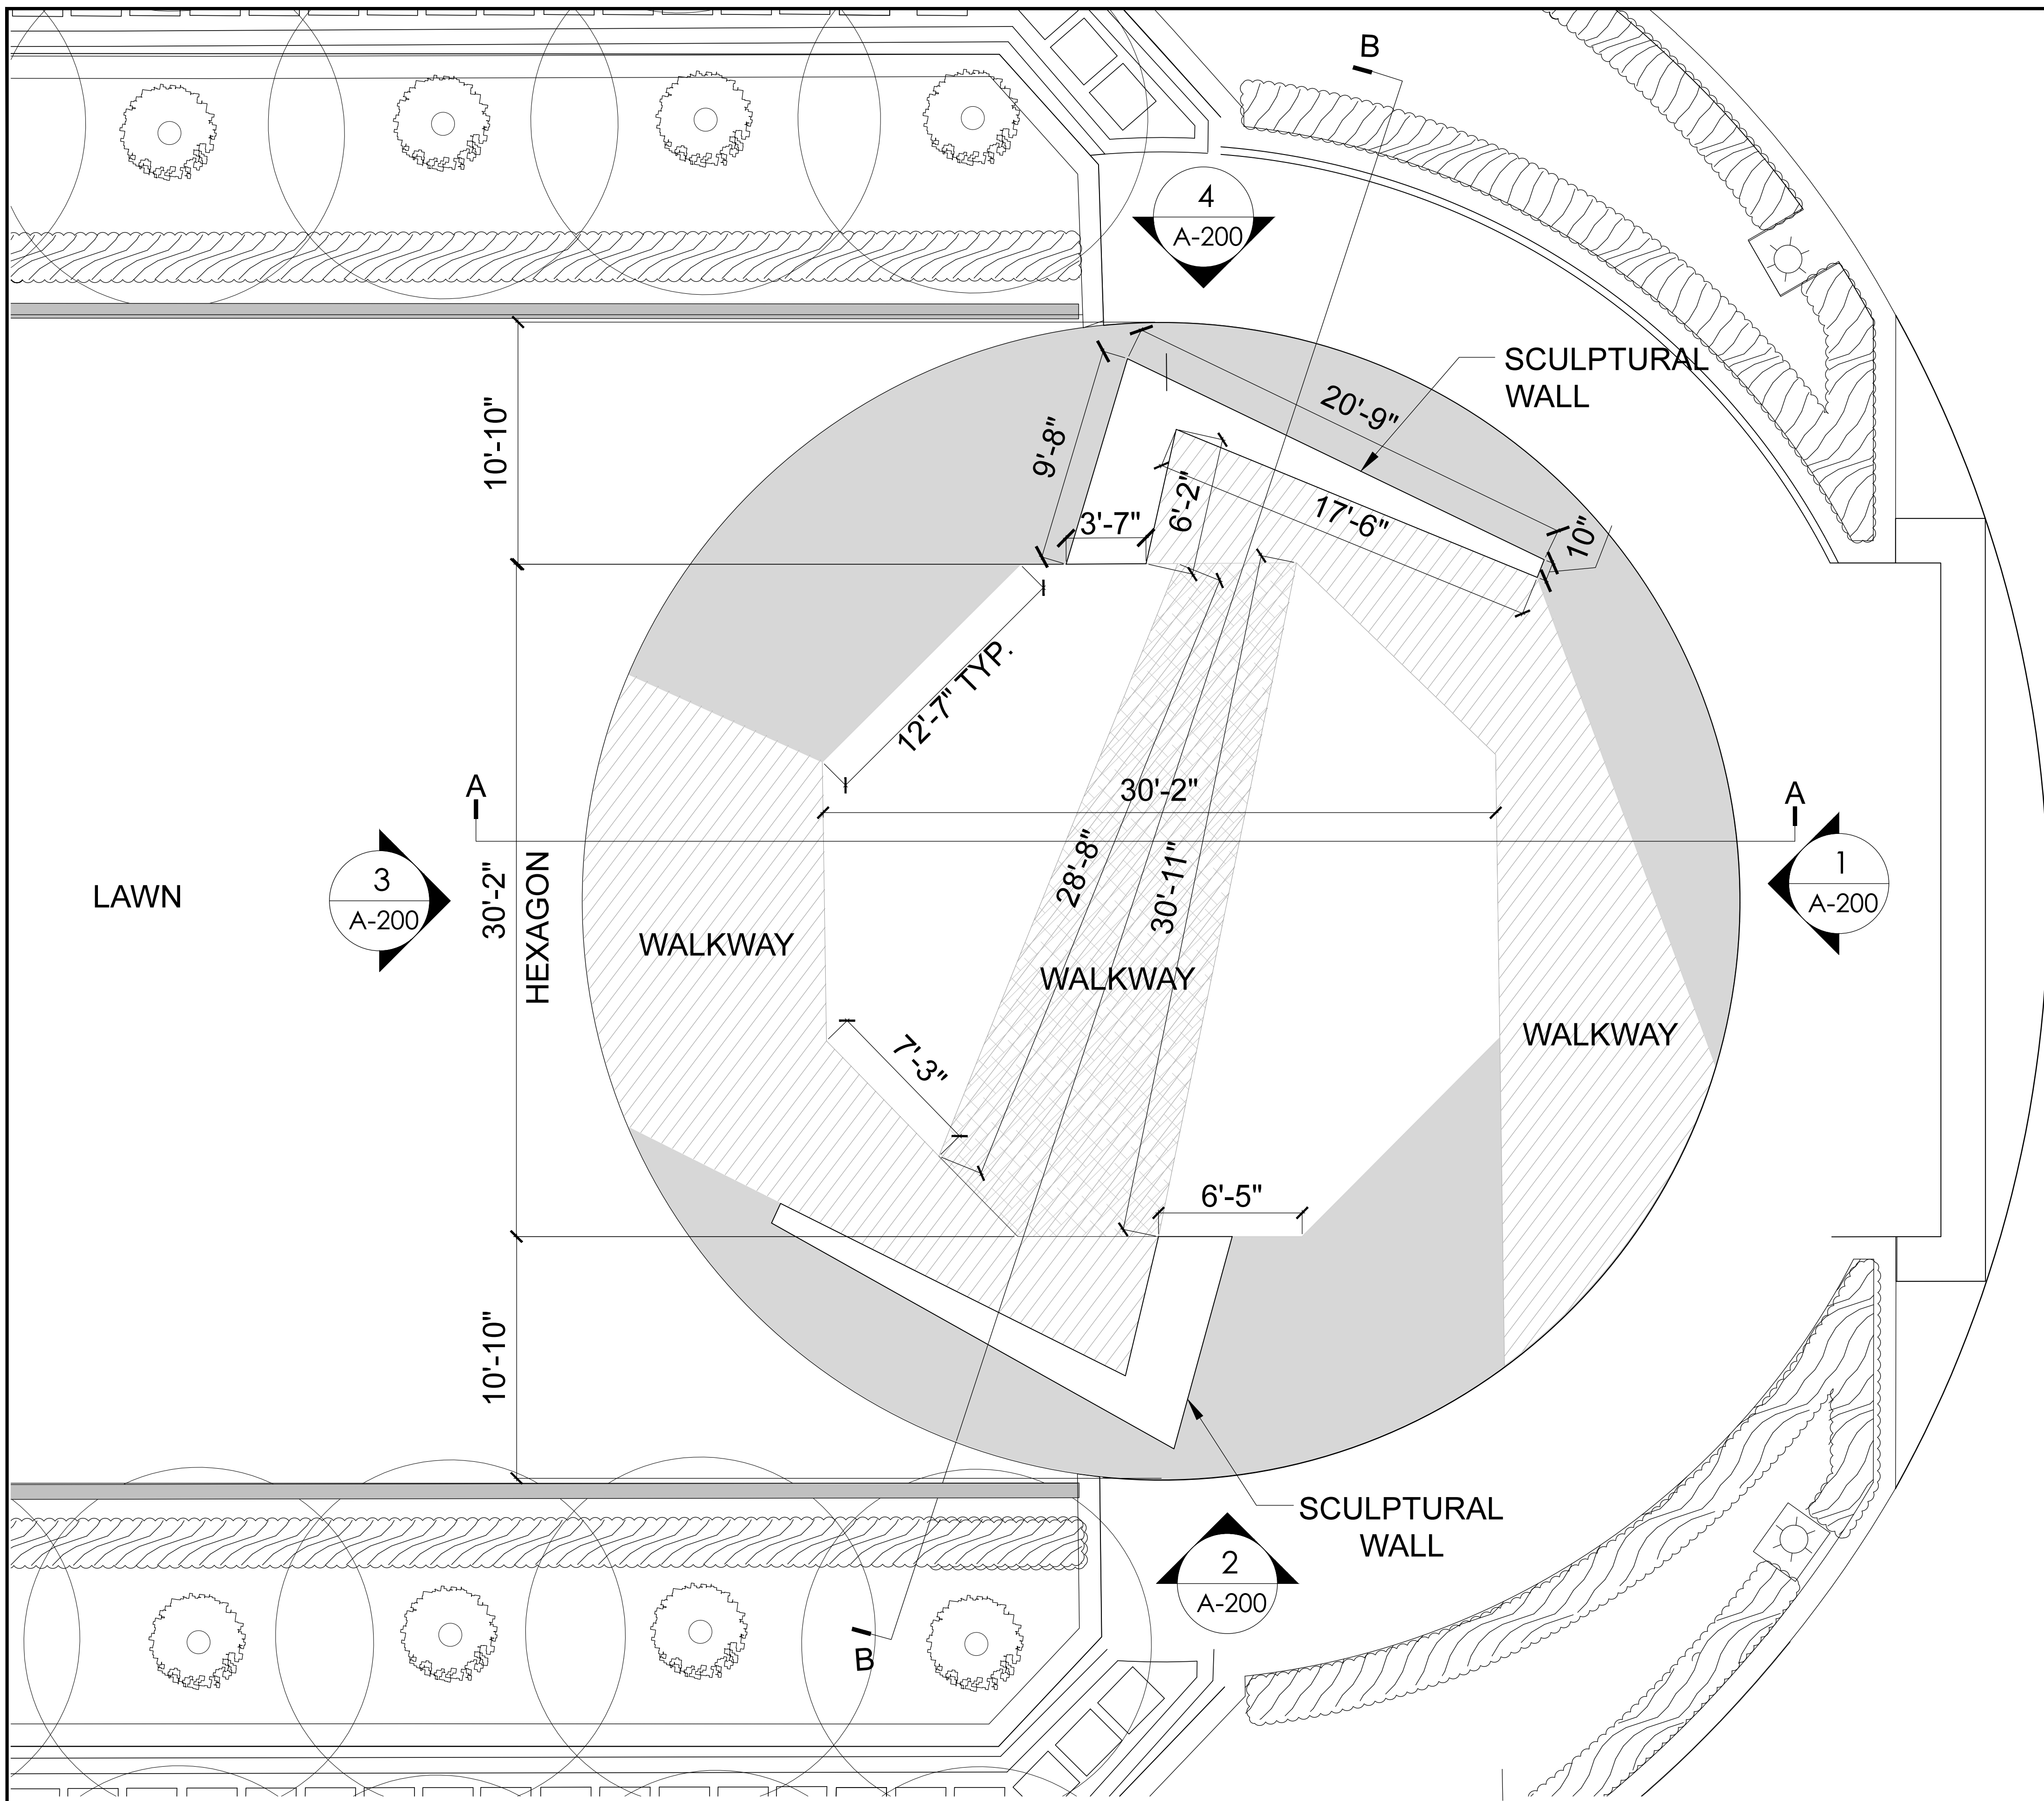 B
4
A-200
SCULPTURAL
WALL
20'-9"
10'-10"
9'-8"
6'-2"
3'-7"
17'-6"
10"
12'-7" TYP.
30'-2"
A
A
28'-8"
30'-11"
LAWN
3
A-200
30'-2"
HEXAGON
1
A-200
WALKWAY
WALKWAY
WALKWAY
7'-3"
6'-5"
10'-10"
SCULPTURAL
WALL
2
A-200
B